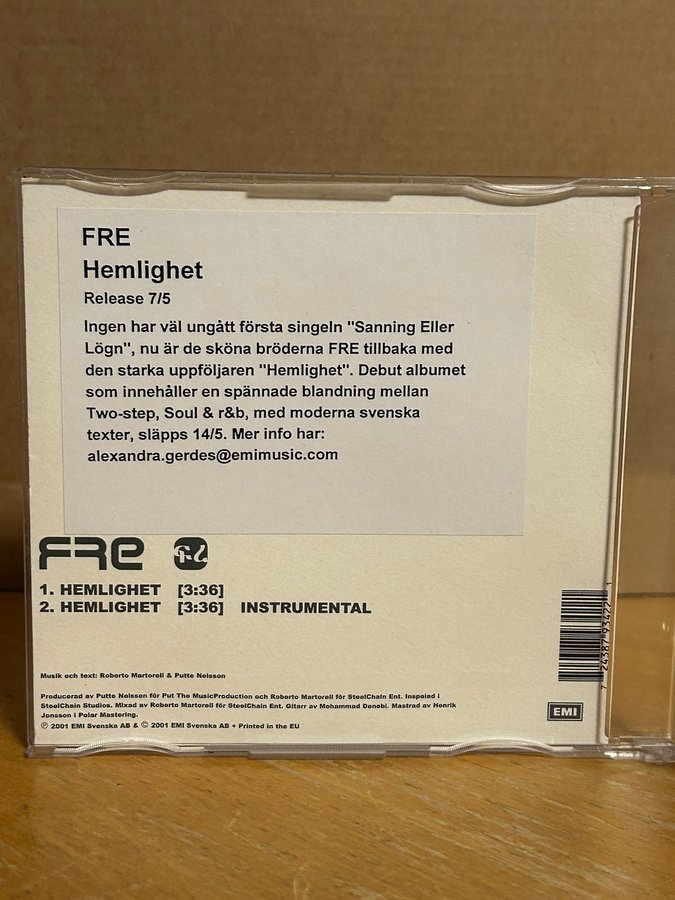 FRE
Hemlighet
Release 7/5
Ingen har väl ungått första singeln "Sanning Eller
Lögn", nu är de sköna bröderna FRE tillbaka med
den starka uppföljaren "Hemlighet". Debut albumet
som innehåller en spännade blandning mellan
Two-step, Soul & r&b, med moderna svenska
texter, släpps 14/5. Mer info har:
alexandra.gerdes@emimusic.com
FRE
1. HEMLIGHET [3:36]
2. HEMLIGHET [3:36] INSTRUMENTAL
Musik och text: Roberto Martorell & Putte Nelsson
Producerad av Putte Nelsson för Put The MusicProduction och Roberto Martorell för SteelChain Ent. Inspelad i
SteelChain Studios. Mixad av Roberto Martorell för SteelChain Ent. Gitarr av Mohammad Denebi. Mastrad av Henrik
Jonsson i Polar Mastering.
℗ 2001 EMI Svenska AB & © 2001 EMI Svenska AB • Printed in the EU
7 24387 93422 1
EMI